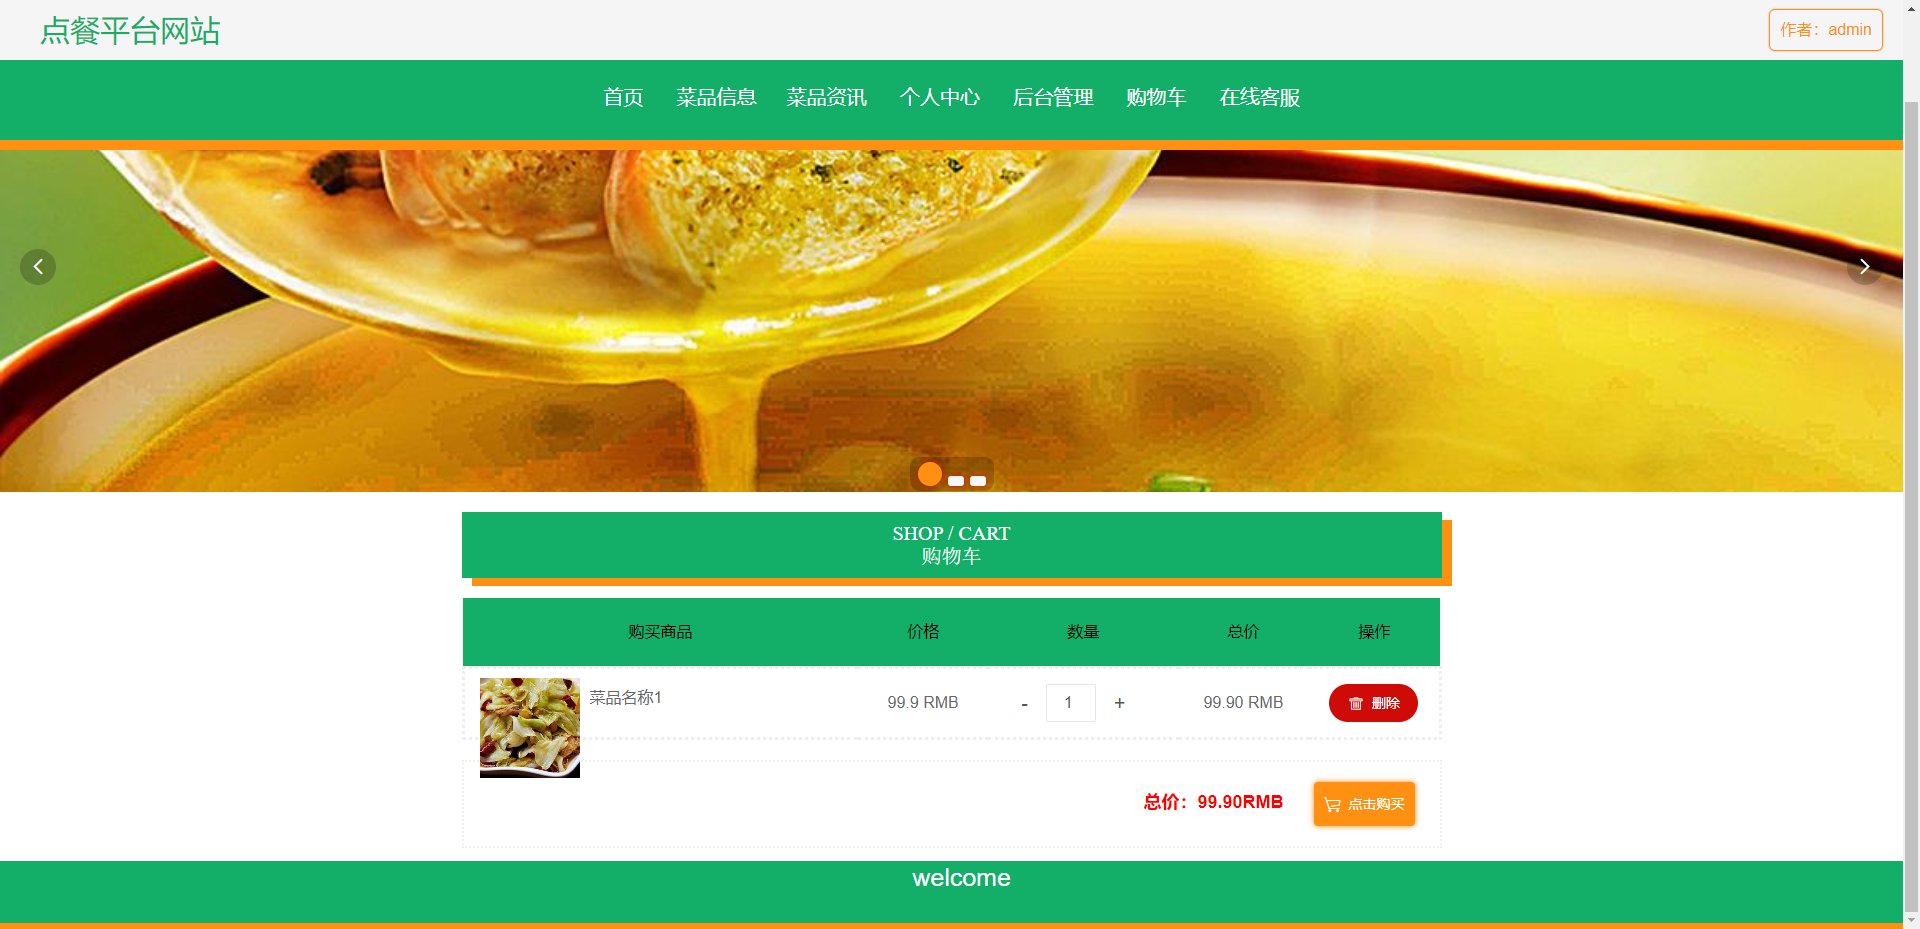 点餐平台网站
作者：admin
首页 菜品信息 菜品资讯 个人中心 后台管理 购物车 在线客服
SHOP / CART
购物车
购买商品 价格 数量 总价 操作
菜品名称1 99.9 RMB - 1 + 99.90 RMB 删除
总价：99.90RMB 点击购买
welcome